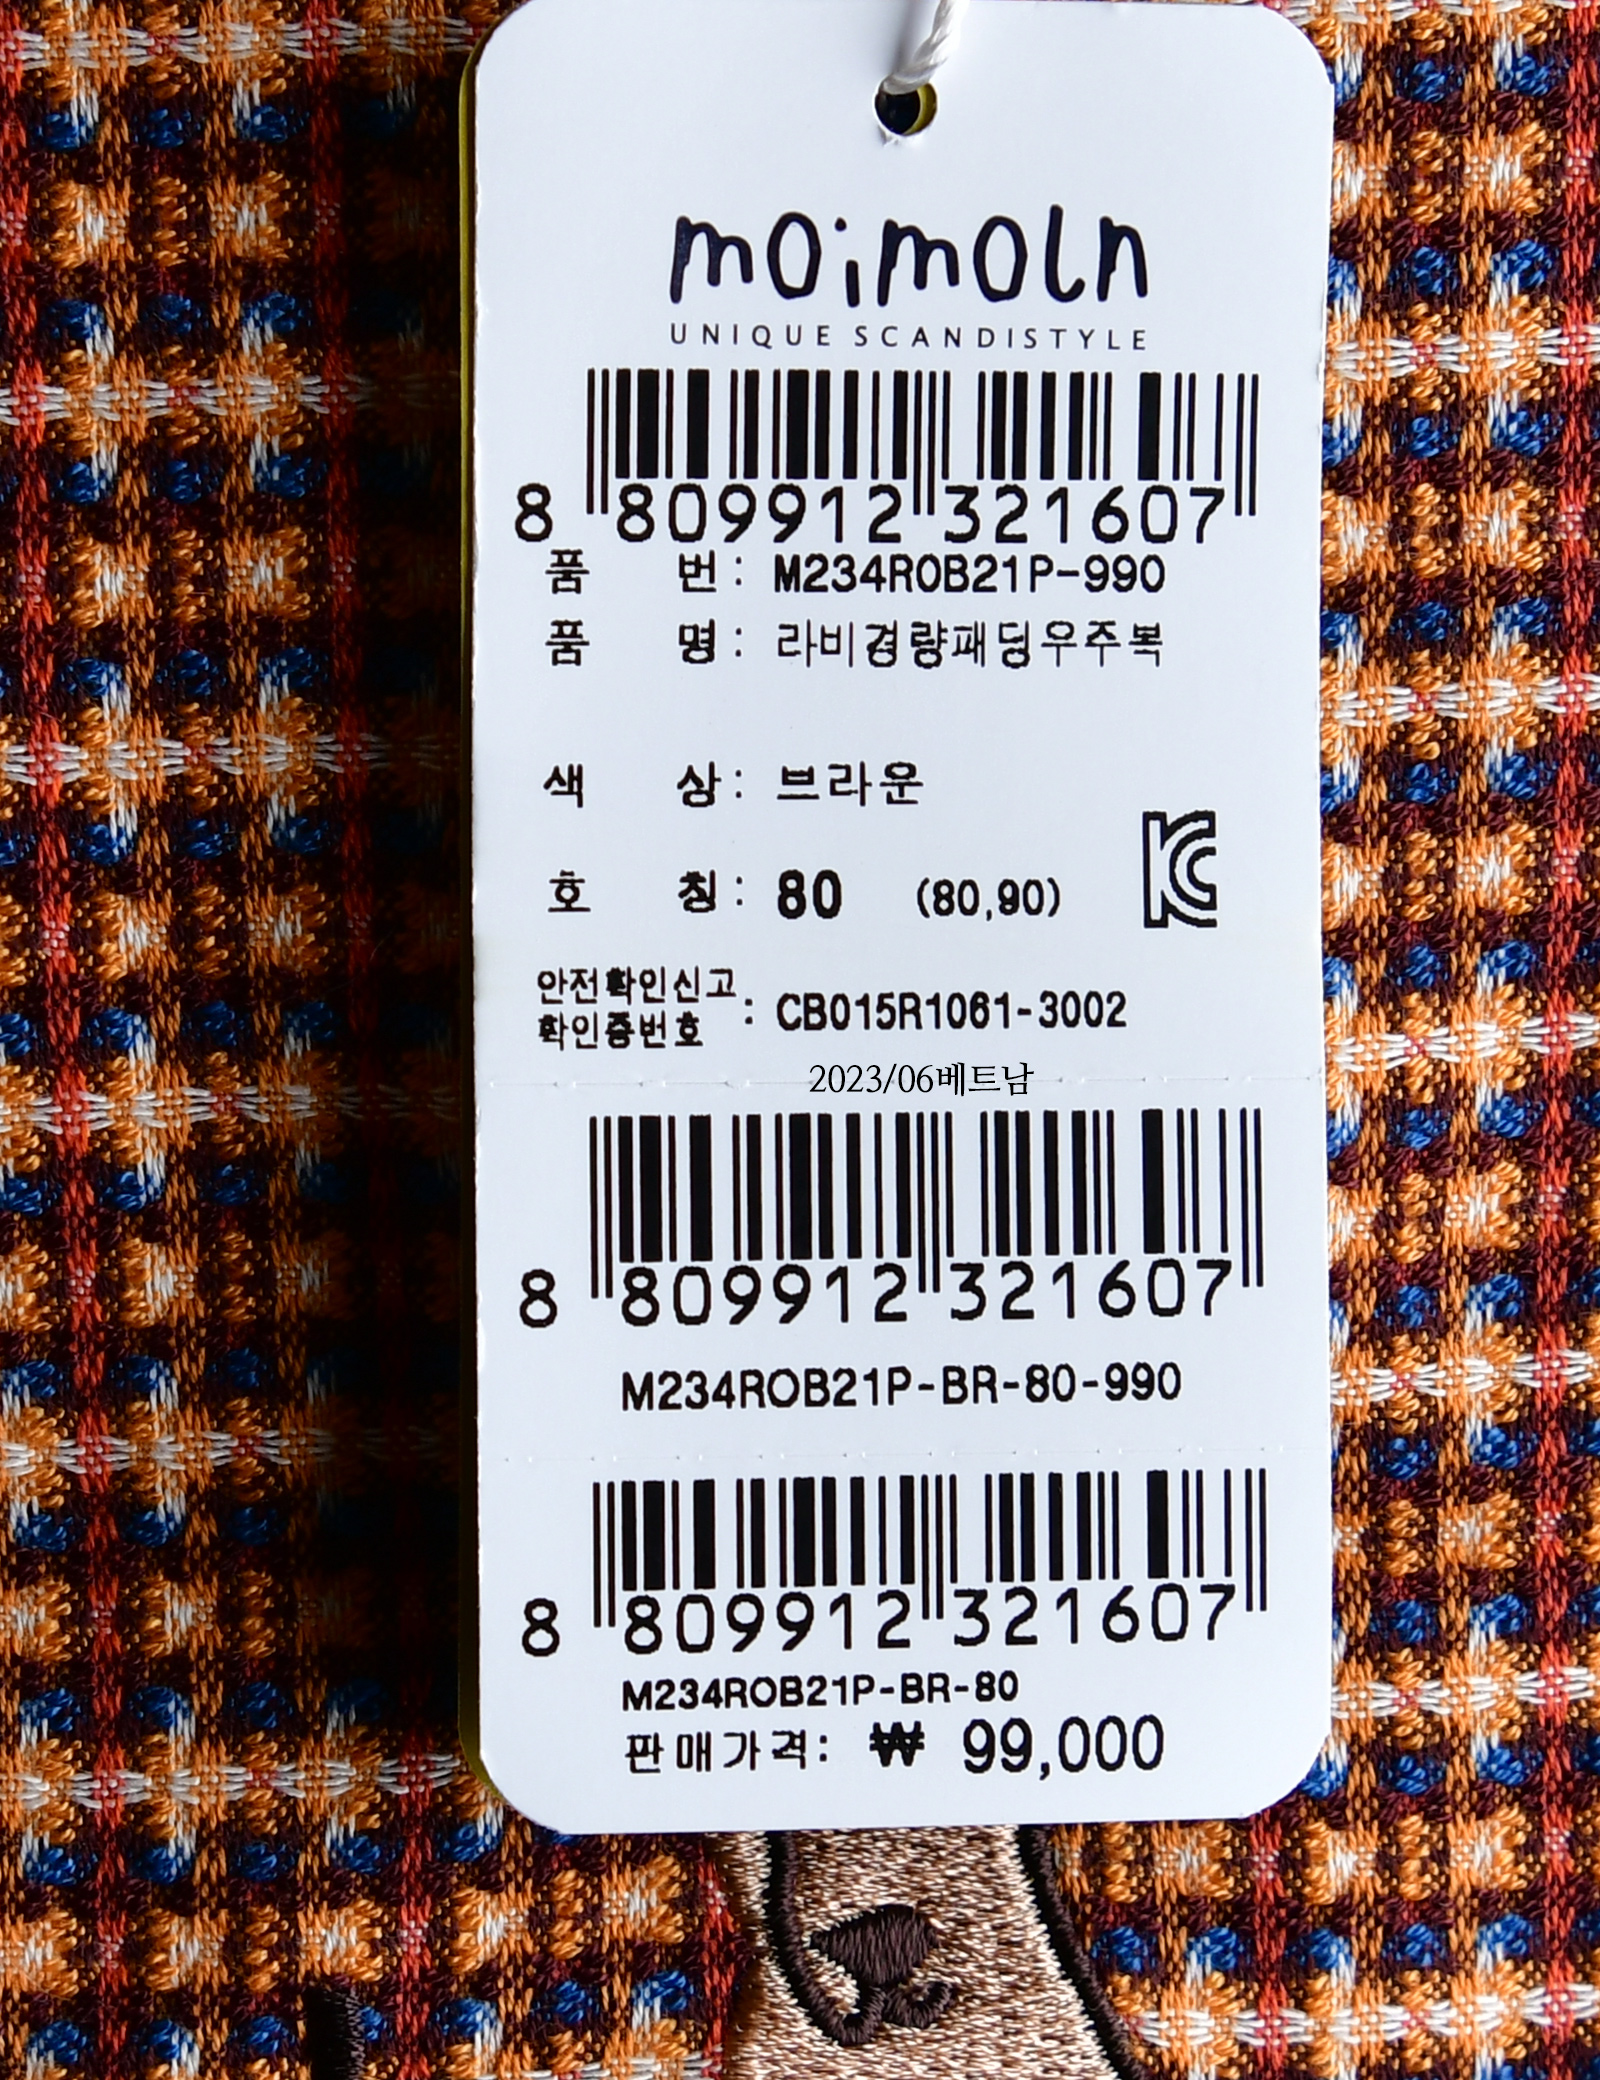 moimoln
UNIQUE SCANDISTYLE
8 809912 321607
품 번 : M234ROB21P-990
품 명 : 라비경량패딩우주복
색 상 : 브라운
호 칭 : 80 (80,90)
안전확인신고
확인증번호 : CB015R1061-3002
2023/06베트남
8 809912 321607
M234ROB21P-BR-80-990
8 809912 321607
M234ROB21P-BR-80
판매가격: ₩ 99,000